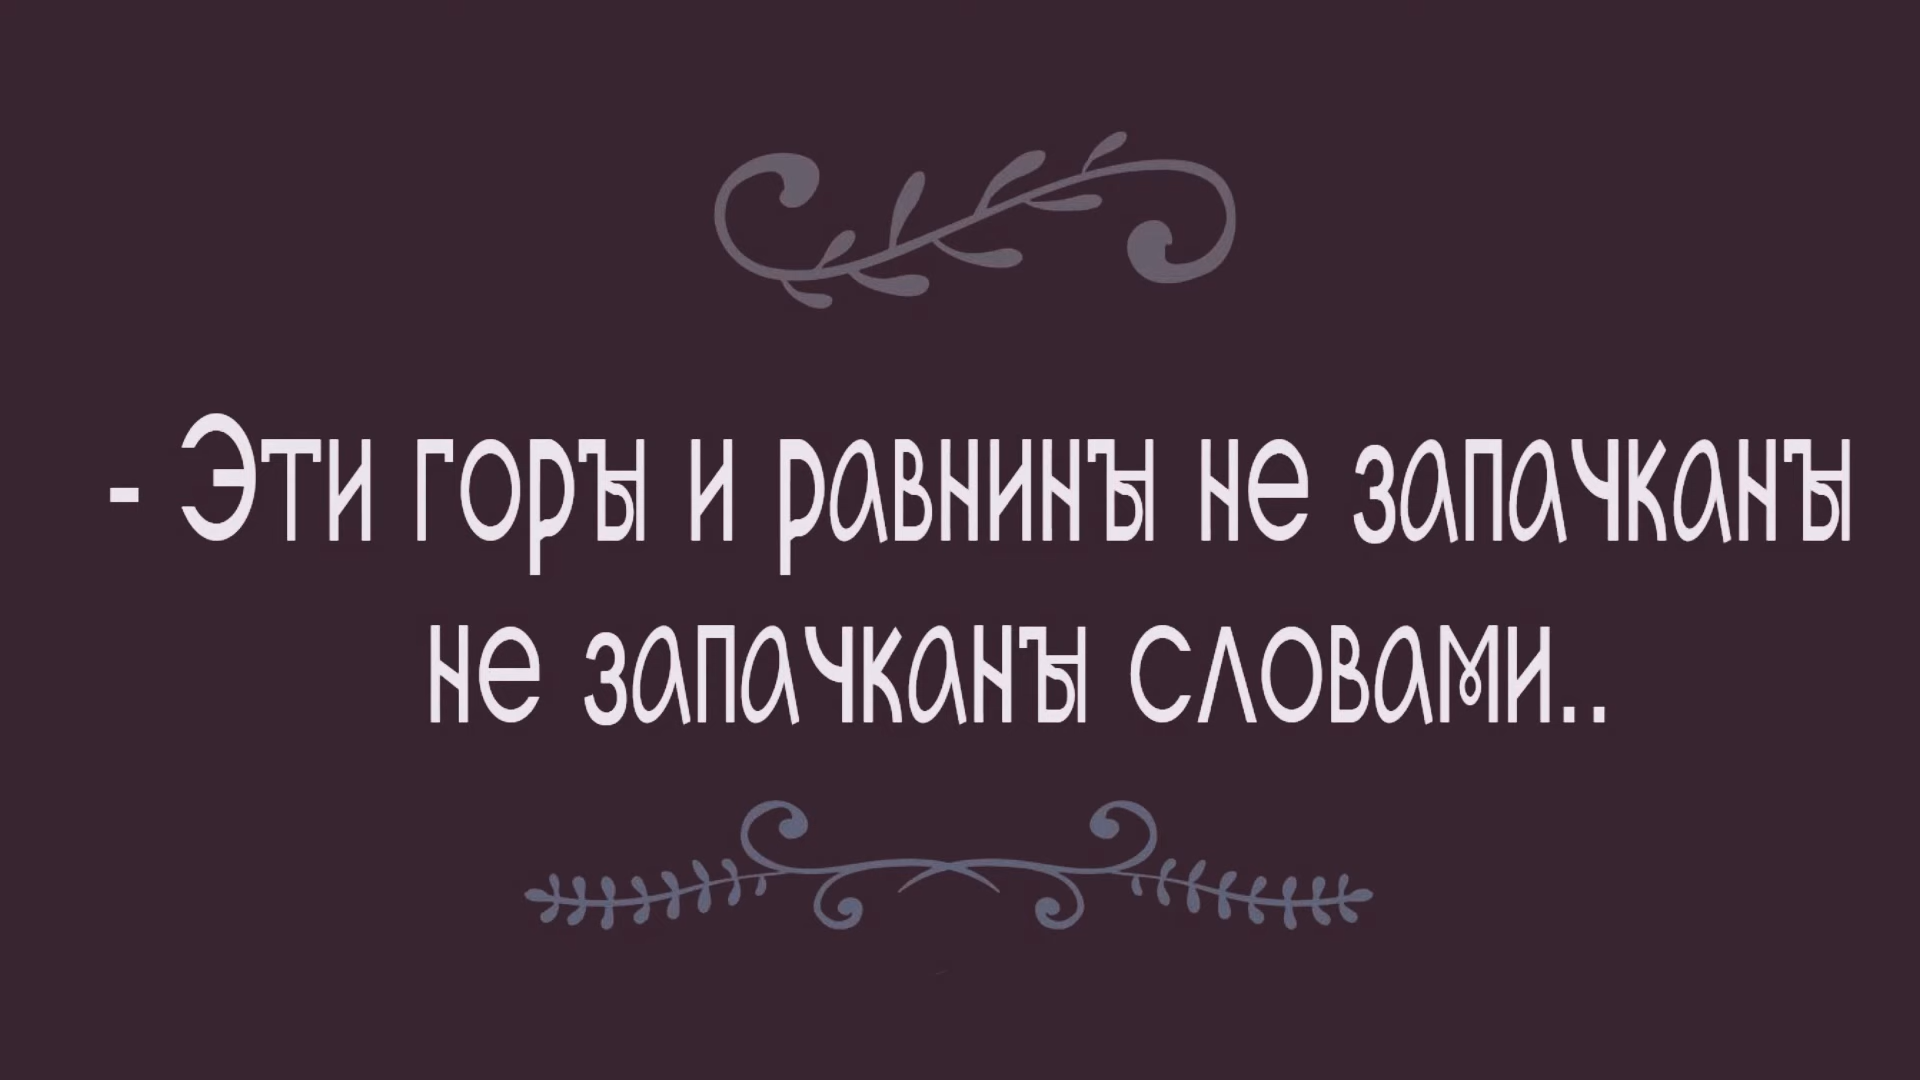 - Эти горы и равнины не запачканы
не запачканы словами..